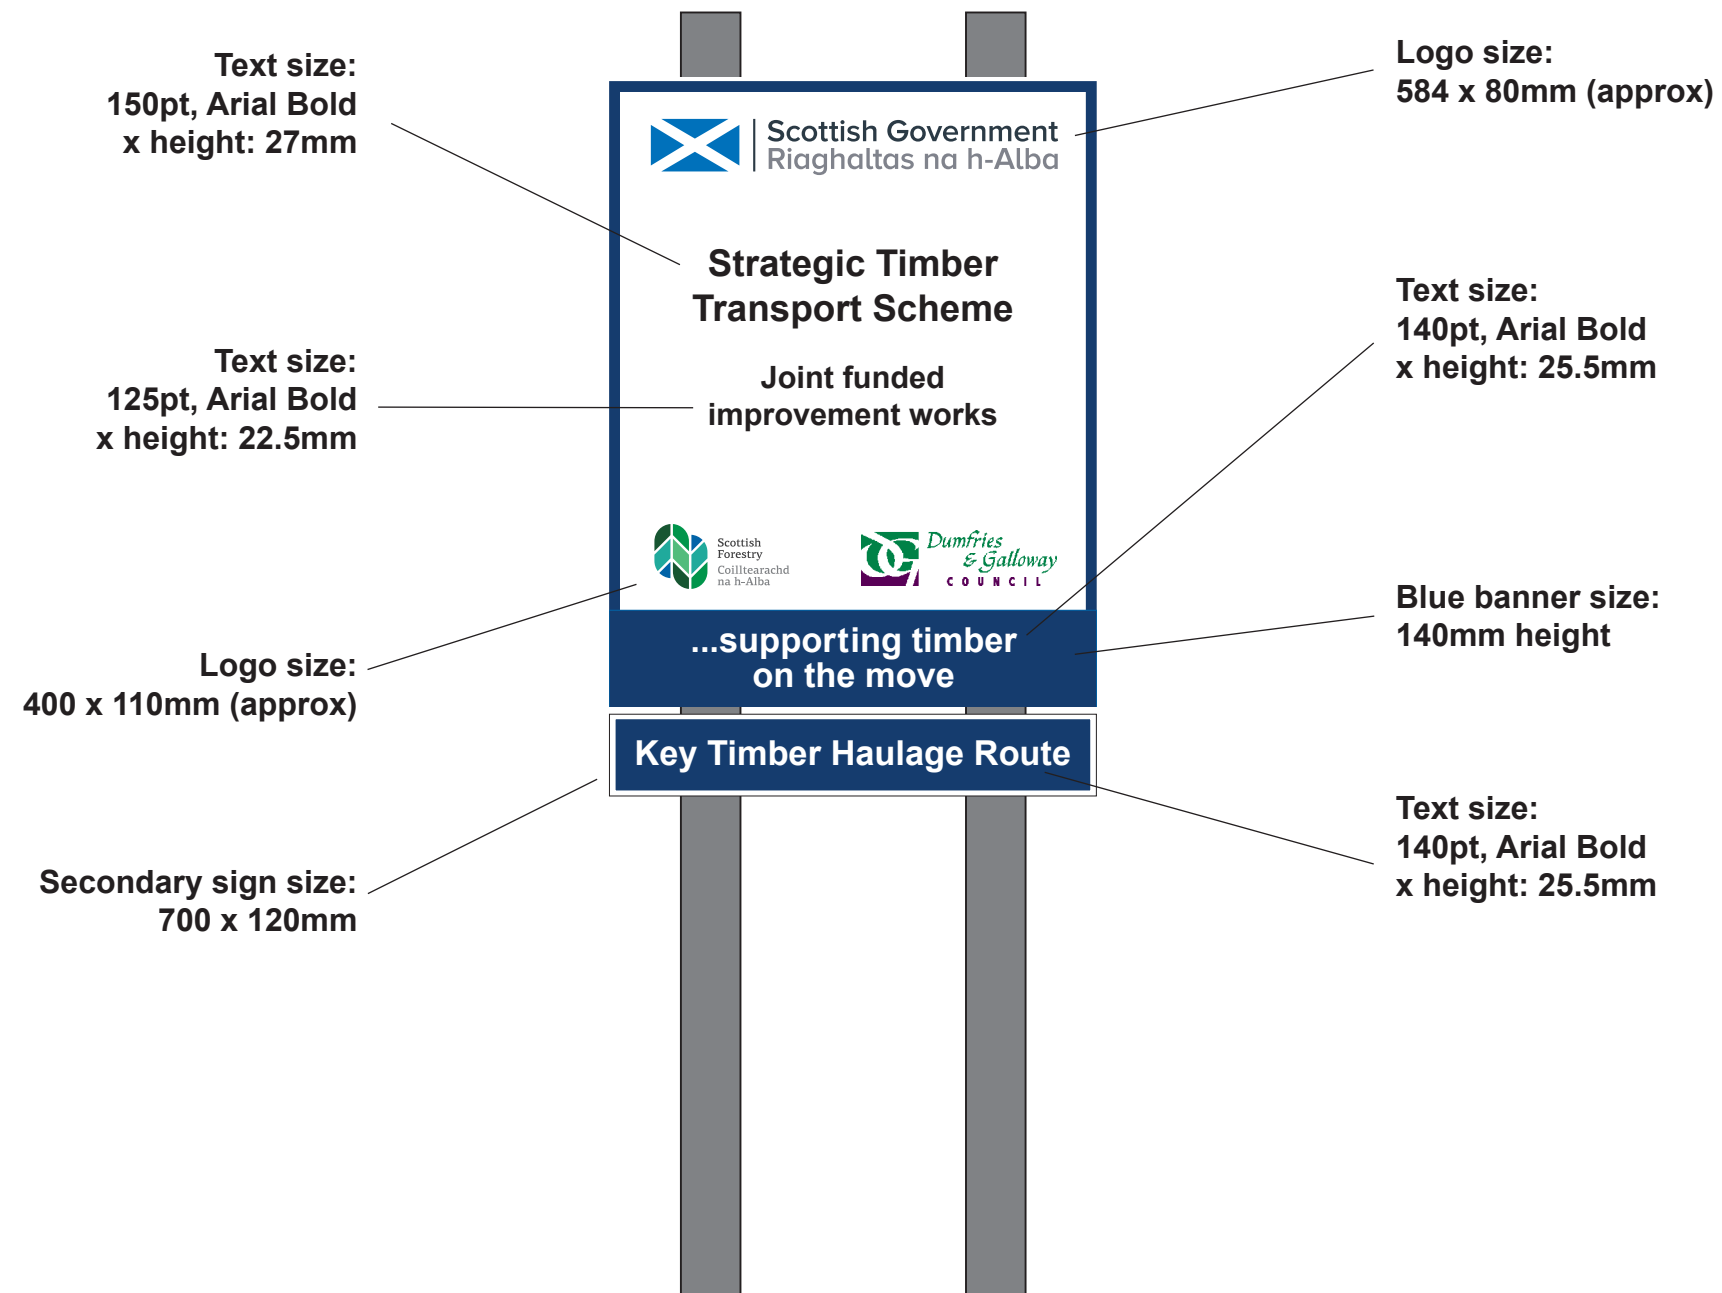 Text size:
150pt, Arial Bold
x height: 27mm
Text size:
125pt, Arial Bold
x height: 22.5mm
Logo size:
400 x 110mm (approx)
Secondary sign size:
700 x 120mm
Scottish Government
Riaghaltas na h-Alba
Strategic Timber
Transport Scheme
Joint funded
improvement works
Scottish
Forestry
Coilltearachd
na h-Alba
Dumfries
& Galloway
COUNCIL
...supporting timber
on the move
Key Timber Haulage Route
Logo size:
584 x 80mm (approx)
Text size:
140pt, Arial Bold
x height: 25.5mm
Blue banner size:
140mm height
Text size:
140pt, Arial Bold
x height: 25.5mm